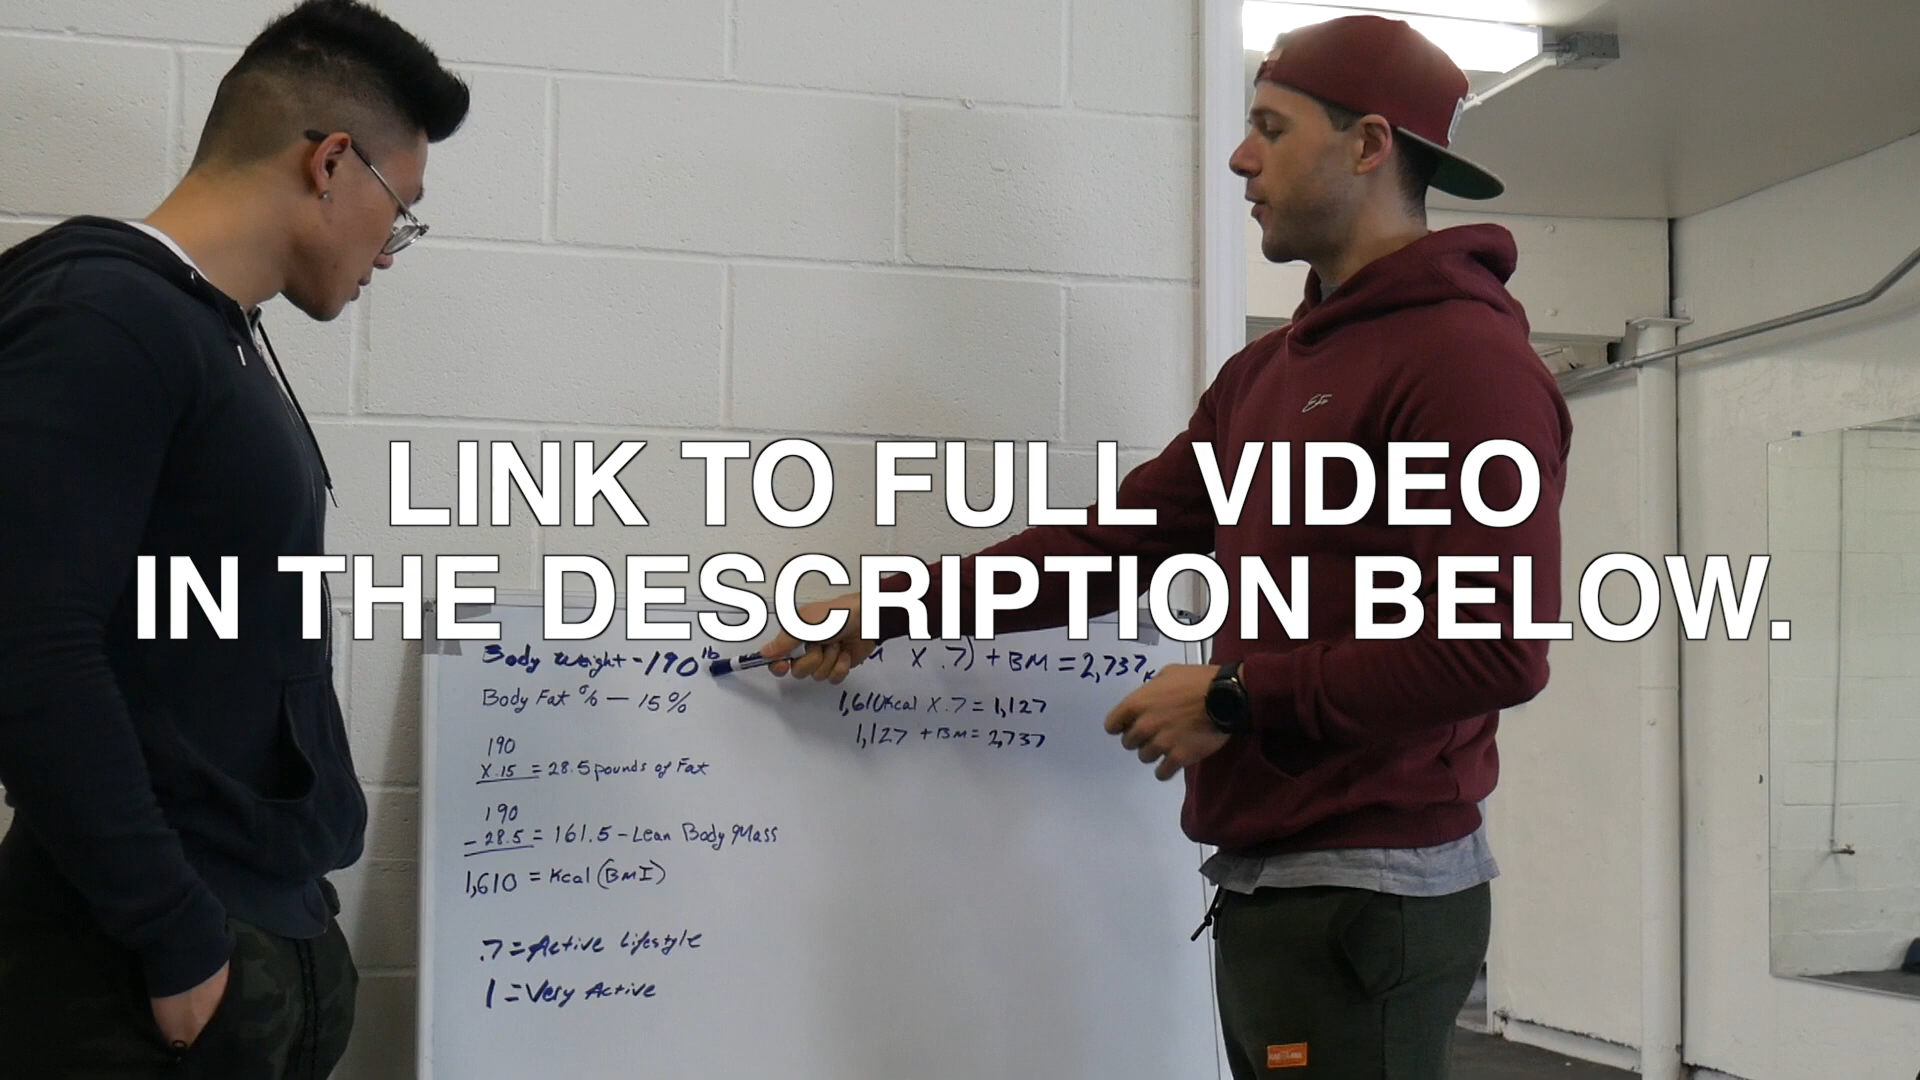 LINK TO FULL VIDEO
IN THE DESCRIPTION BELOW.
Body weight - 190 lb
Body Fat % — 15%
190
x .15 = 28.5 pounds of Fat
190
- 28.5 = 161.5 - Lean Body Mass
1,610 = Kcal (BMI)
.7 = Active Lifestyle
1 = Very Active
x .7) + BM = 2,737
1,610Kcal x .7 = 1,127
1,127 + BM = 2,737